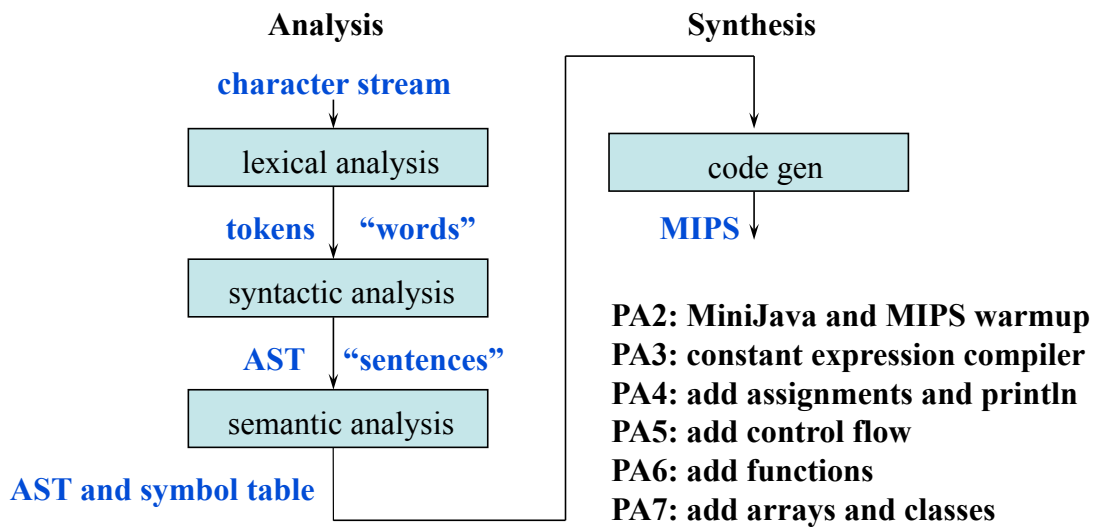 Analysis
character stream
lexical analysis
tokens “words”
syntactic analysis
AST “sentences”
semantic analysis
AST and symbol table
Synthesis
code gen
MIPS
PA2: MiniJava and MIPS warmup
PA3: constant expression compiler
PA4: add assignments and println
PA5: add control flow
PA6: add functions
PA7: add arrays and classes